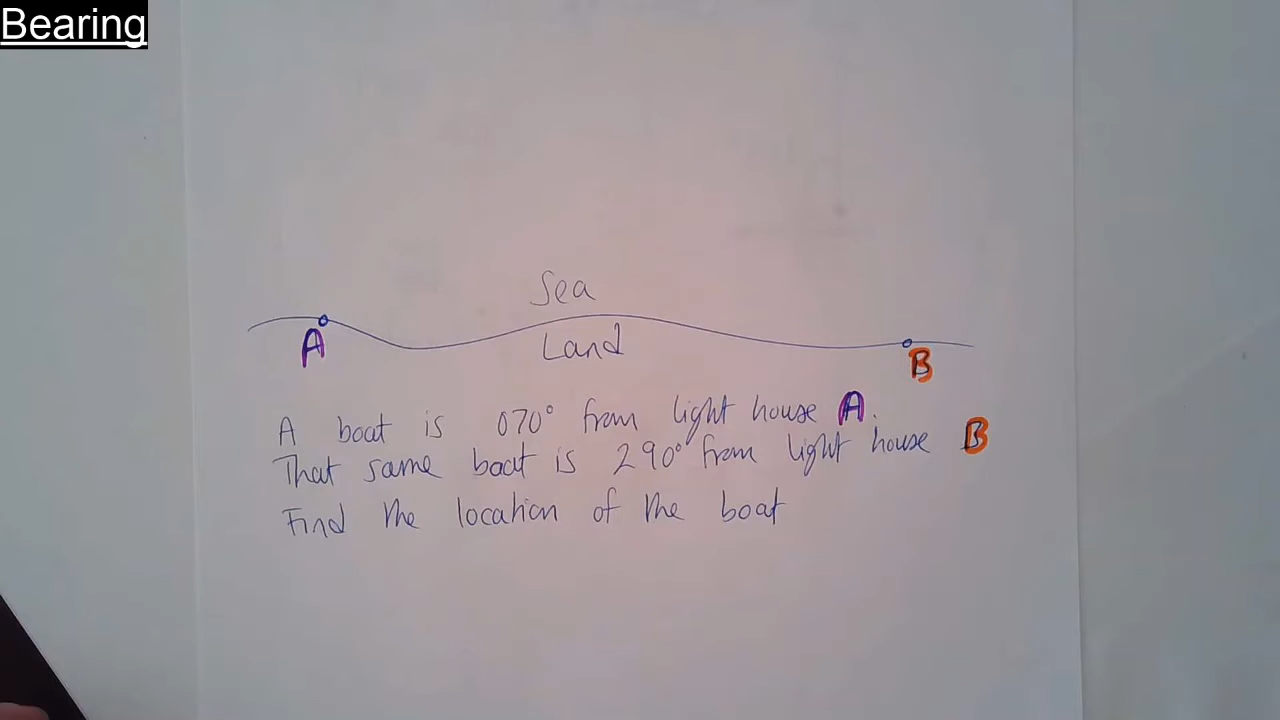 Bearing
Sea
A
Land
B
A boat is 070° from light house A.
That same boat is 290° from light house B
Find the location of the boat